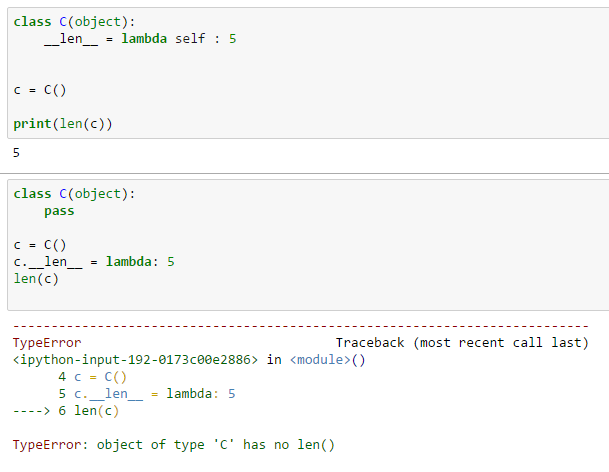 class C(object):
    __len__ = lambda self : 5
c = C()
print(len(c))
5
class C(object):
    pass
c = C()
c.__len__ = lambda: 5
len(c)
---------------------------------------------------------------------------
TypeError                                 Traceback (most recent call last)
<ipython-input-192-0173c00e2886> in <module>()
      4 c = C()
      5 c.__len__ = lambda: 5
----> 6 len(c)
TypeError: object of type 'C' has no len()